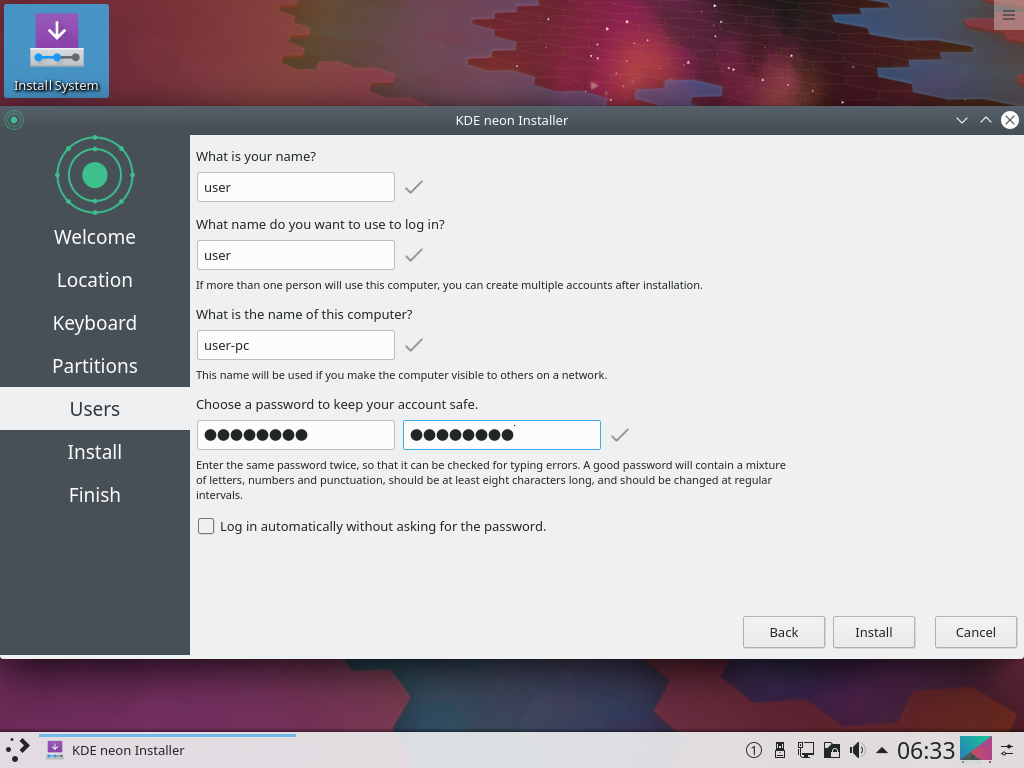 Install System
KDE neon Installer
Welcome
Location
Keyboard
Partitions
Users
Install
Finish
What is your name?
user
What name do you want to use to log in?
user
If more than one person will use this computer, you can create multiple accounts after installation.
What is the name of this computer?
user-pc
This name will be used if you make the computer visible to others on a network.
Choose a password to keep your account safe.
●●●●●●●● ●●●●●●●●
Enter the same password twice, so that it can be checked for typing errors. A good password will contain a mixture
of letters, numbers and punctuation, should be at least eight characters long, and should be changed at regular
intervals.
Log in automatically without asking for the password.
Back Install Cancel
KDE neon Installer 1 06:33